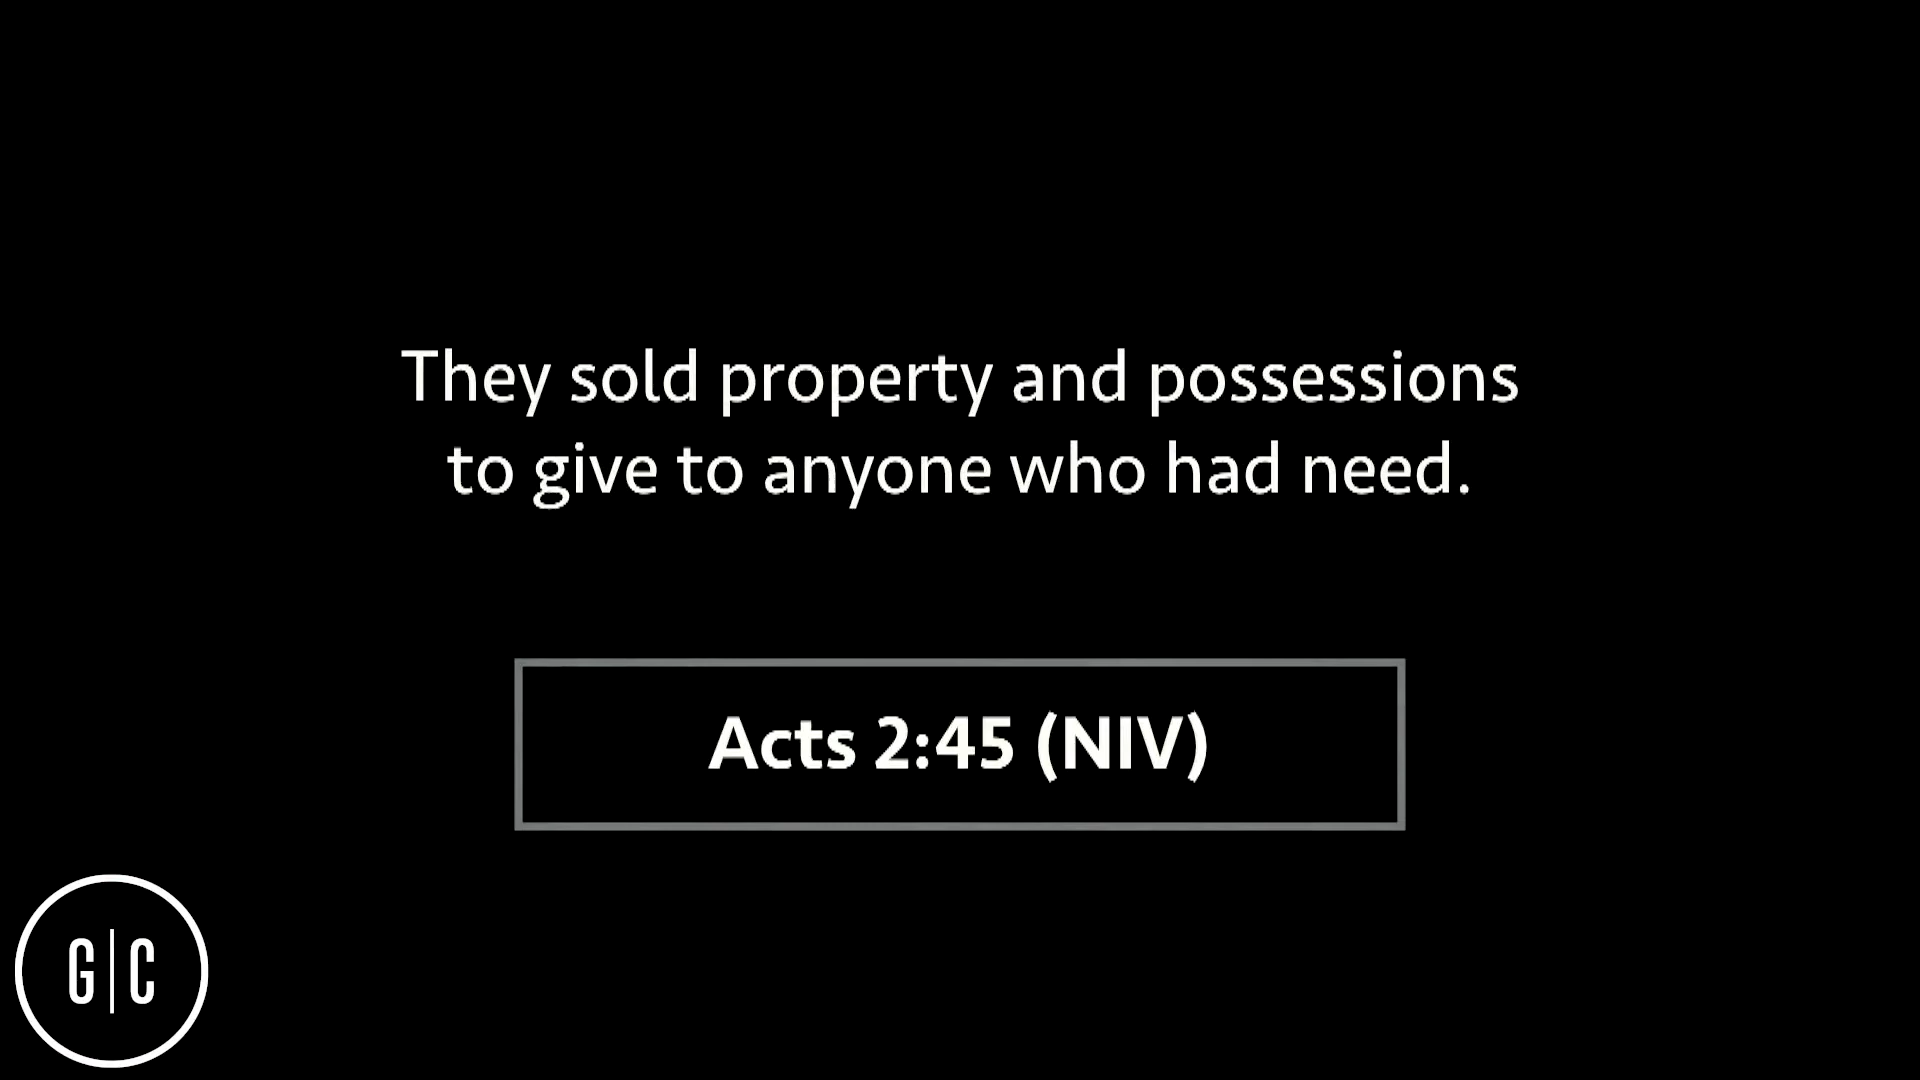 They sold property and possessions
to give to anyone who had need.
Acts 2:45 (NIV)
G|C